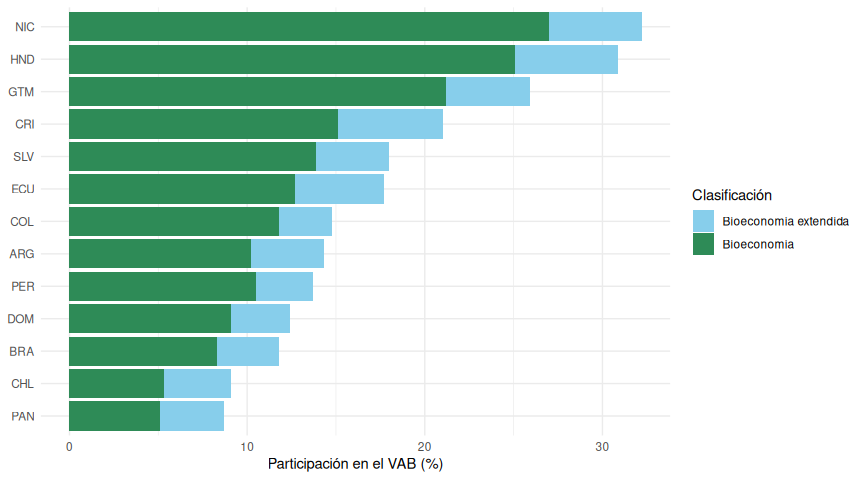 NIC
HND
GTM
CRI
SLV
ECU
COL
ARG
PER
DOM
BRA
CHL
PAN
0 10 20 30
Participación en el VAB (%)
Clasificación
Bioeconomia extendida
Bioeconomia